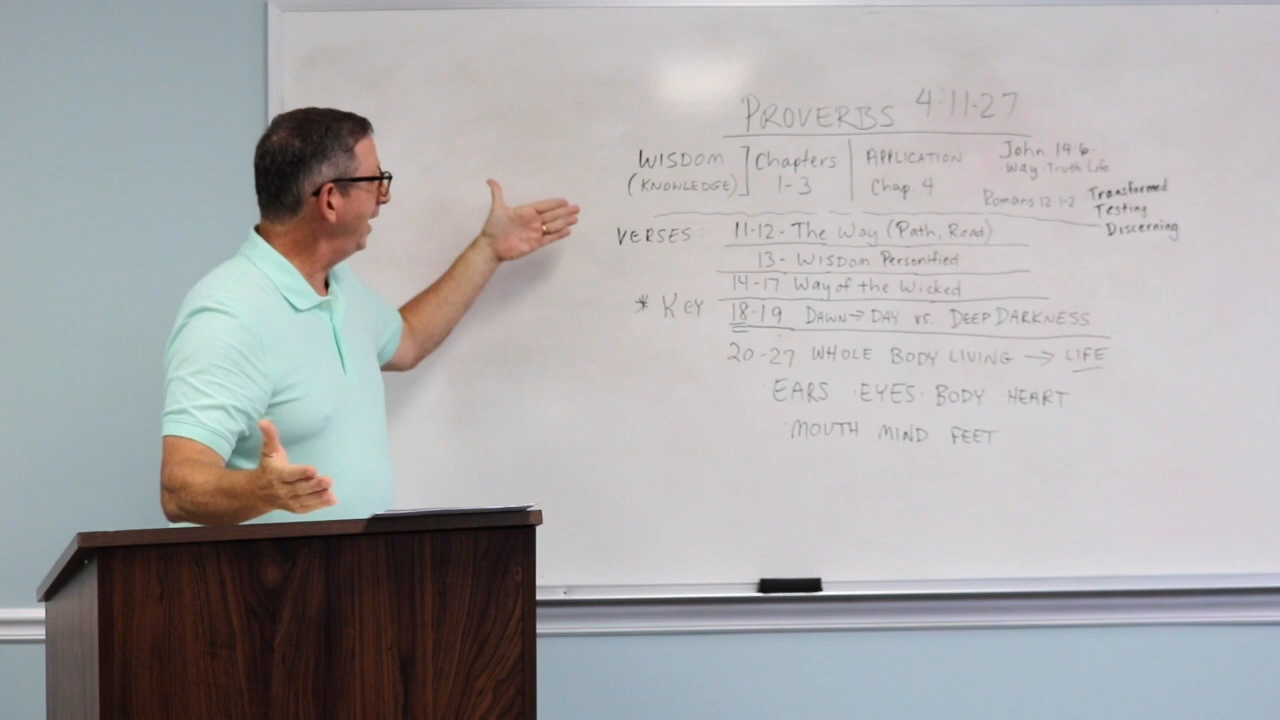 PROVERBS 4:11-27
WISDOM ] Chapters | APPLICATION John 14:6
(KNOWLEDGE) 1-3 | Chap. 4 ·Way·Truth Life
Romans 12:1-2 Transformed
Testing
Discerning
VERSES: 11-12- The Way (Path, Road)
13- WISDOM Personified
14-17 Way of the Wicked
* KEY 18-19 DAWN→DAY vs. DEEP DARKNESS
20-27 WHOLE BODY LIVING → LIFE
·EARS ·EYES· BODY ·HEART
·MOUTH MIND FEET